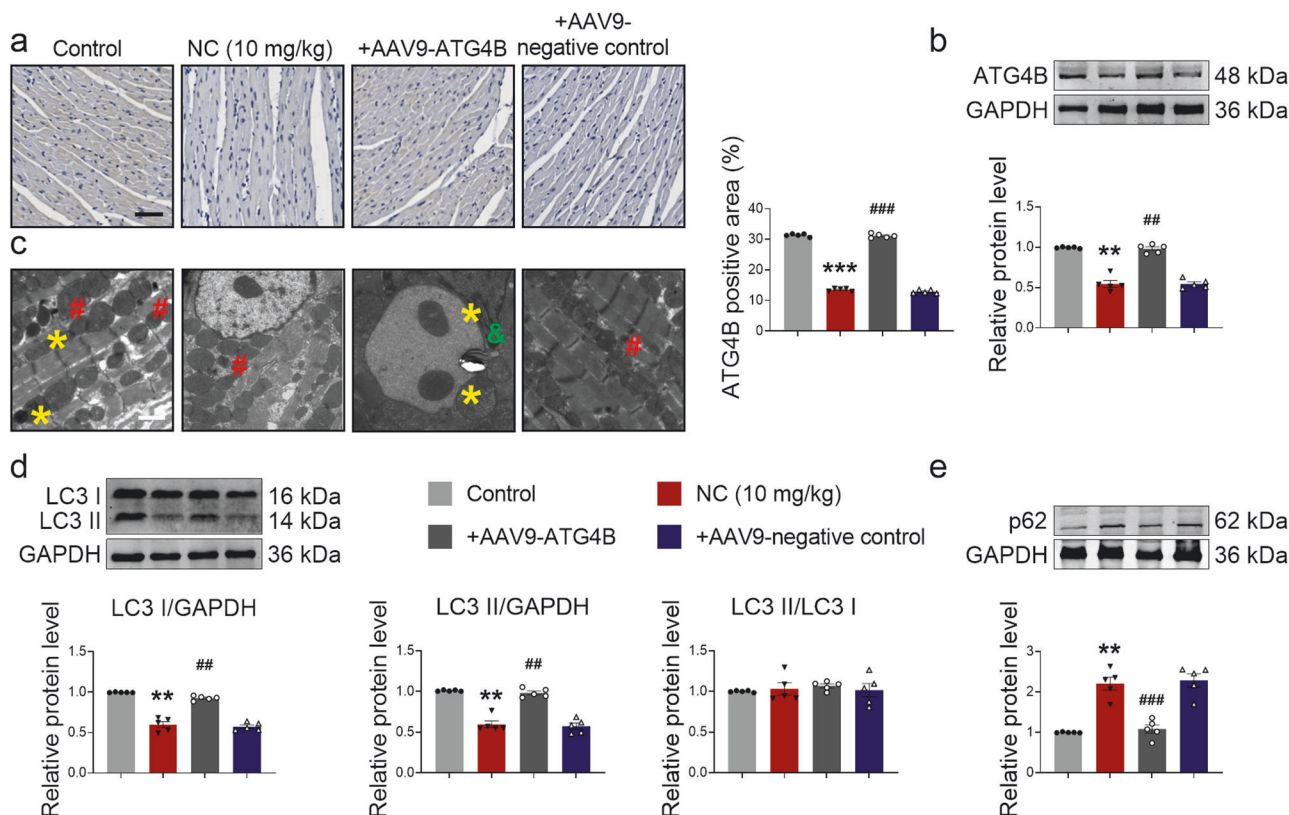 a
Control
NC (10 mg/kg)
+AAV9-ATG4B
+AAV9-
negative control
ATG4B positive area (%)
40
30
20
10
0
***
###
b
ATG4B
48 kDa
GAPDH
36 kDa
Relative protein level
1.5
1.0
0.5
0.0
**
##
c
#
#
*
*
#
*
&
*
#
d
LC3 I
16 kDa
LC3 II
14 kDa
GAPDH
36 kDa
Control
NC (10 mg/kg)
+AAV9-ATG4B
+AAV9-negative control
LC3 I/GAPDH
Relative protein level
1.5
1.0
0.5
0.0
**
##
LC3 II/GAPDH
Relative protein level
1.5
1.0
0.5
0.0
**
##
LC3 II/LC3 I
Relative protein level
1.5
1.0
0.5
0.0
e
p62
62 kDa
GAPDH
36 kDa
Relative protein level
3
2
1
0
**
###